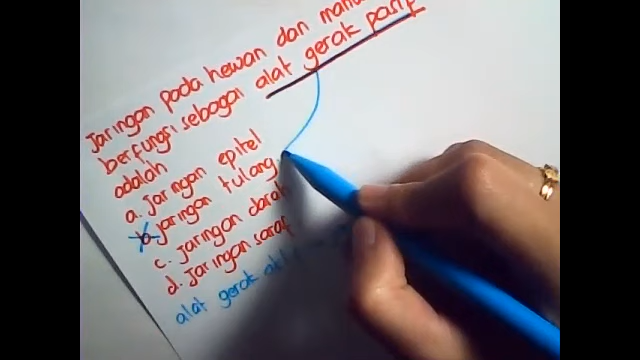 Jaringan pada hewan dan
berfungsi sebagai alat gerak pasif
adalah
a. Jaringan epitel
b. jaringan tulang
c. Jaringan darah
d. Jaringan saraf
alat gerak